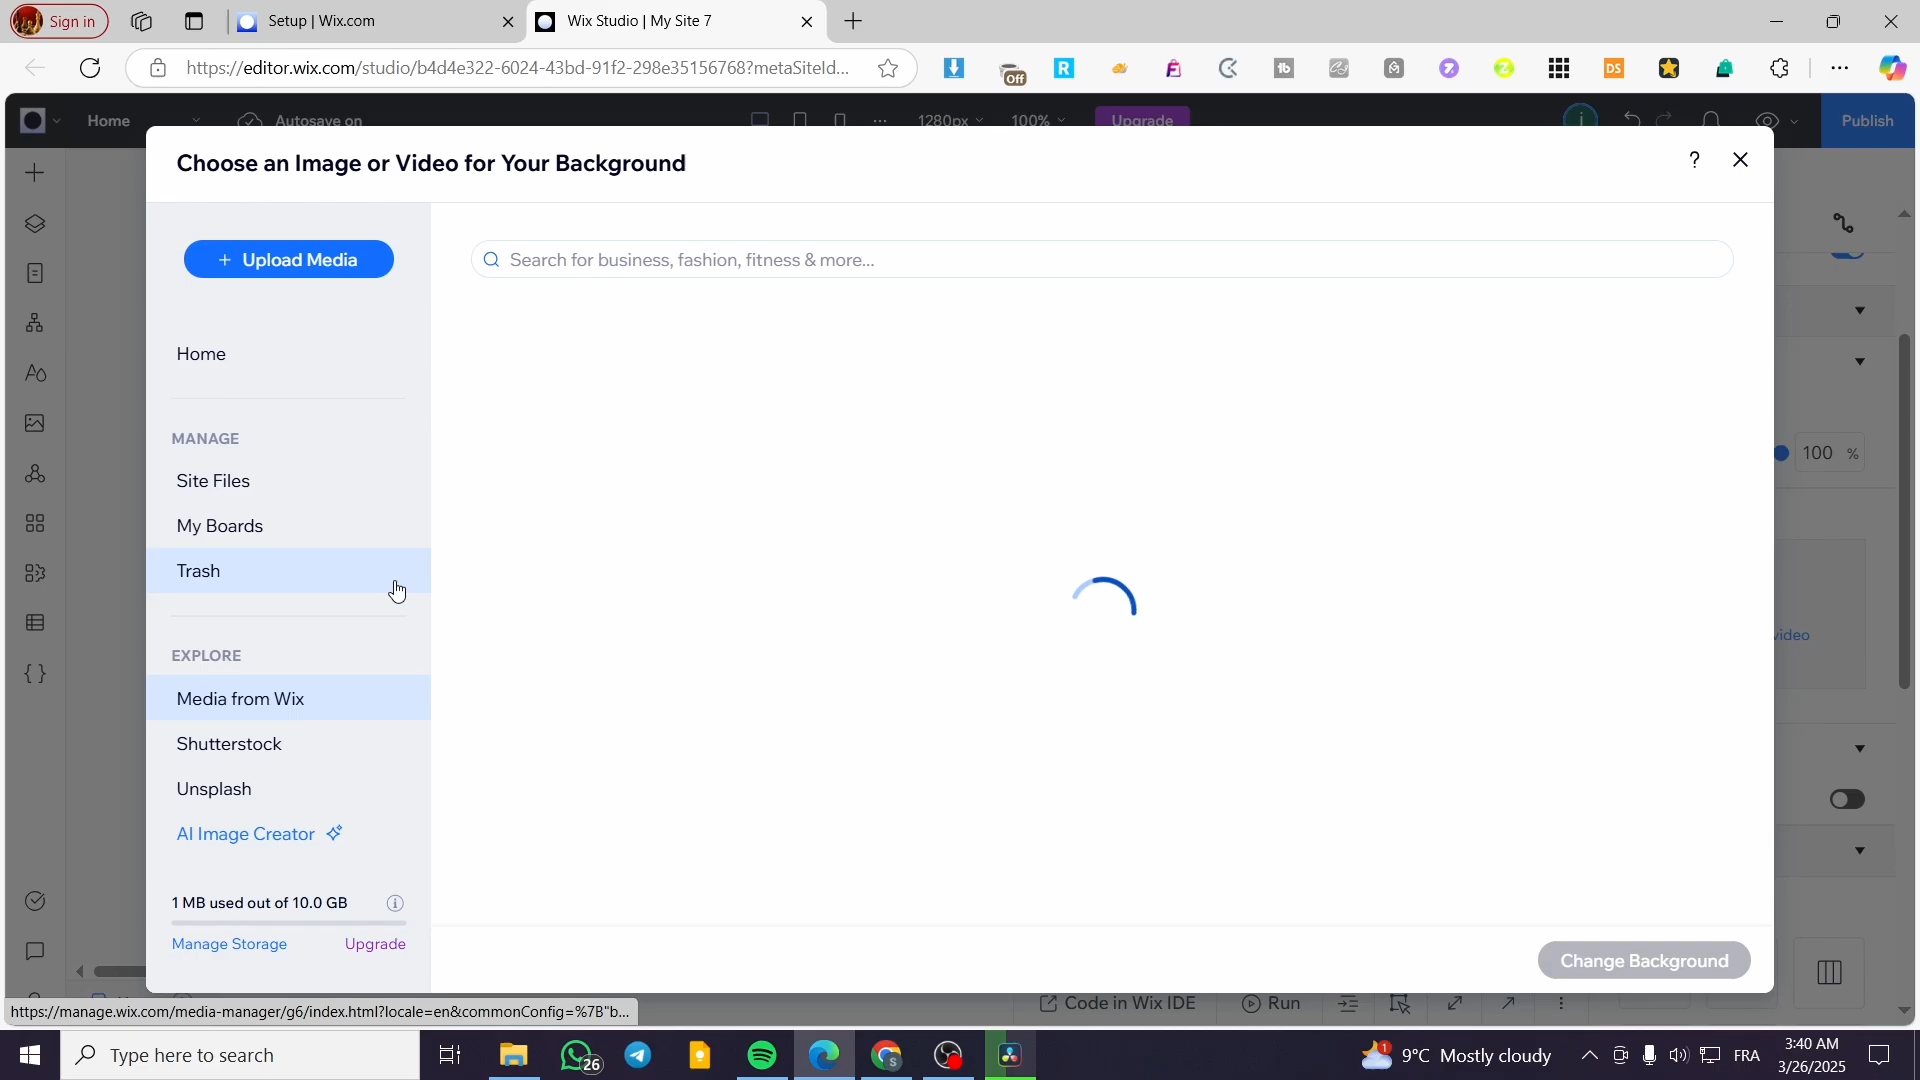 Sign in
Setup | Wix.com
Wix Studio | My Site 7
https://editor.wix.com/studio/b4d4e322-6024-43bd-91f2-298e35156768?metaSiteId...
Off
Home
Autosave on
1280px
100%
Upgrade
Publish
Choose an Image or Video for Your Background
?
+ Upload Media
Search for business, fashion, fitness & more...
Home
MANAGE
Site Files
My Boards
Trash
EXPLORE
Media from Wix
Shutterstock
Unsplash
AI Image Creator
1 MB used out of 10.0 GB
Manage Storage
Upgrade
100 %
video
Change Background
Code in Wix IDE
Run
https://manage.wix.com/media-manager/g6/index.html?locale=en&commonConfig=%7B"b...
Type here to search
26
9°C Mostly cloudy
FRA
3:40 AM
3/26/2025